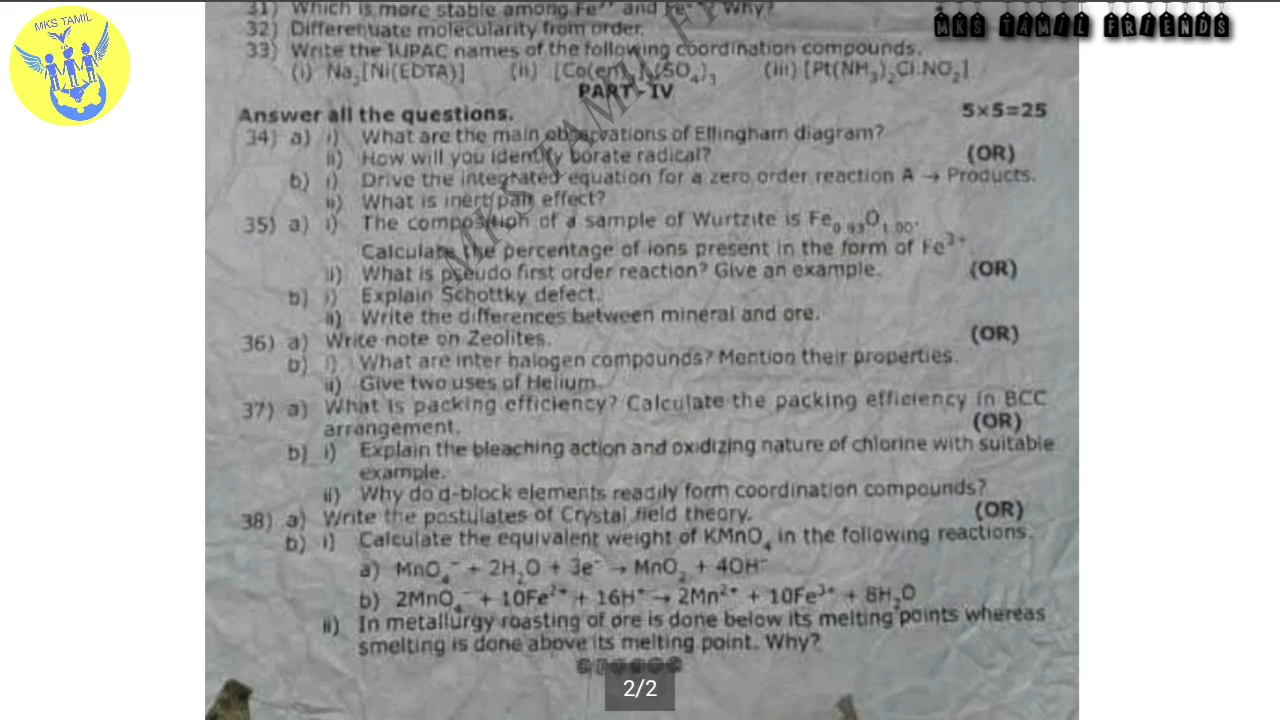 MKS TAMIL
MKS TAMIL FRIENDS
31) Which is more stable among Fe³⁺ and Fe²⁺ Why?
32) Differentuate molecularity from order.
33) Write the IUPAC names of the following coordination compounds.
(i) Na₂[Ni(EDTA)] (ii) (SO₄)₃ (iii) [Pt(NH₃)₂Cl.NO₂]
PART - IV
Answer all the questions. 5×5=25
34) a) i) What are the main observations of Ellingham diagram?
ii) How will you identify borate radical? (OR)
b) i) Drive the integrated equation for a zero order reaction A → Products.
ii) What is inert pair effect?
35) a) i) The composition of a sample of Wurtzite is Fe₀.₉₃O₁.₀₀.
Calculate the percentage of ions present in the form of Fe³⁺
ii) What is pseudo first order reaction? Give an example. (OR)
b) i) Explain Schottky defect.
ii) Write the differences between mineral and ore.
36) a) Write note on Zeolites. (OR)
b) i) What are inter halogen compounds? Mention their properties.
ii) Give two uses of Helium.
37) a) What is packing efficiency? Calculate the packing efficiency in BCC
arrangement. (OR)
b) i) Explain the bleaching action and oxidizing nature of chlorine with suitable
example.
ii) Why do d-block elements readily form coordination compounds?
38) a) Write the postulates of Crystal field theory. (OR)
b) i) Calculate the equivalent weight of KMnO₄ in the following reactions.
a) MnO₄⁻ + 2H₂O + 3e⁻ → MnO₂ + 4OH⁻
b) 2MnO₄⁻ + 10Fe²⁺ + 16H⁺ → 2Mn²⁺ + 10Fe³⁺ + 8H₂O
ii) In metallurgy roasting of ore is done below its melting points whereas
smelting is done above its melting point. Why?
2/2